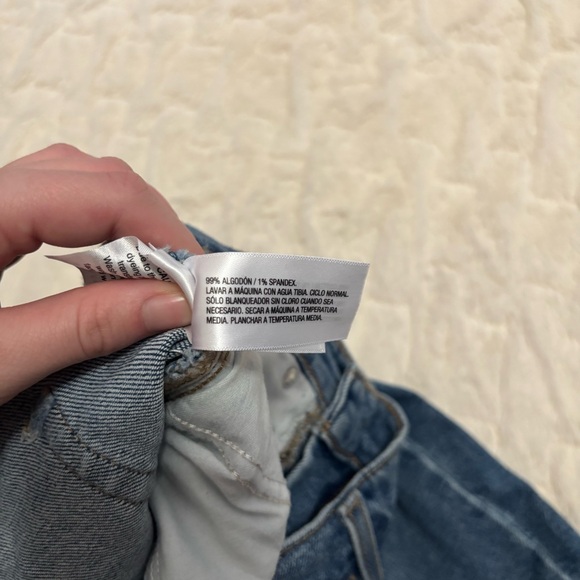 99% ALGODÓN / 1% SPANDEX.
LAVAR A MÁQUINA CON AGUA TIBIA. CICLO NORMAL.
SÓLO BLANQUEADOR SIN CLORO CUANDO SEA
NECESARIO. SECAR A MÁQUINA A TEMPERATURA
MEDIA. PLANCHAR A TEMPERATURA MEDIA.